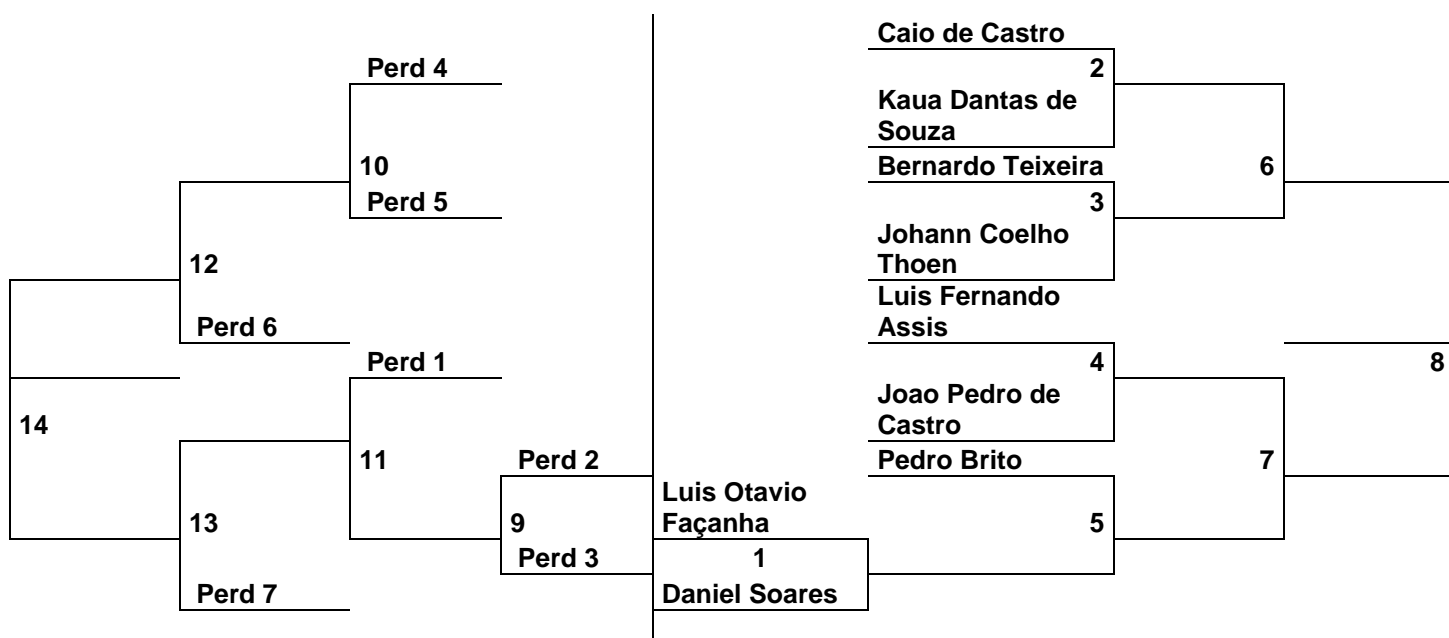 Caio de Castro
Perd 4
2
Kaua Dantas de
Souza
10
Bernardo Teixeira
6
Perd 5
3
Johann Coelho
Thoen
12
Luis Fernando
Assis
Perd 6
Perd 1
4
8
Joao Pedro de
Castro
14
11
Perd 2
Pedro Brito
7
Luis Otavio
Façanha
13
9
5
Perd 3
1
Perd 7
Daniel Soares